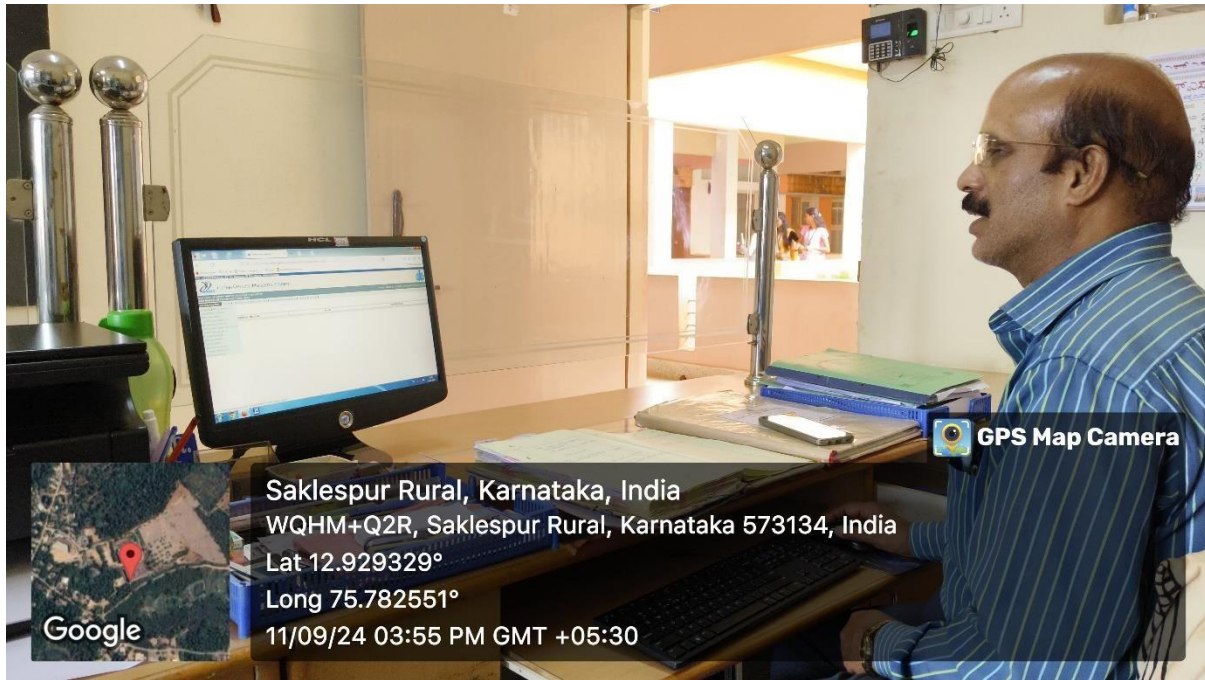 HCL
GPS Map Camera
Saklespur Rural, Karnataka, India
WQHM+Q2R, Saklespur Rural, Karnataka 573134, India
Lat 12.929329°
Long 75.782551°
11/09/24 03:55 PM GMT +05:30
Google